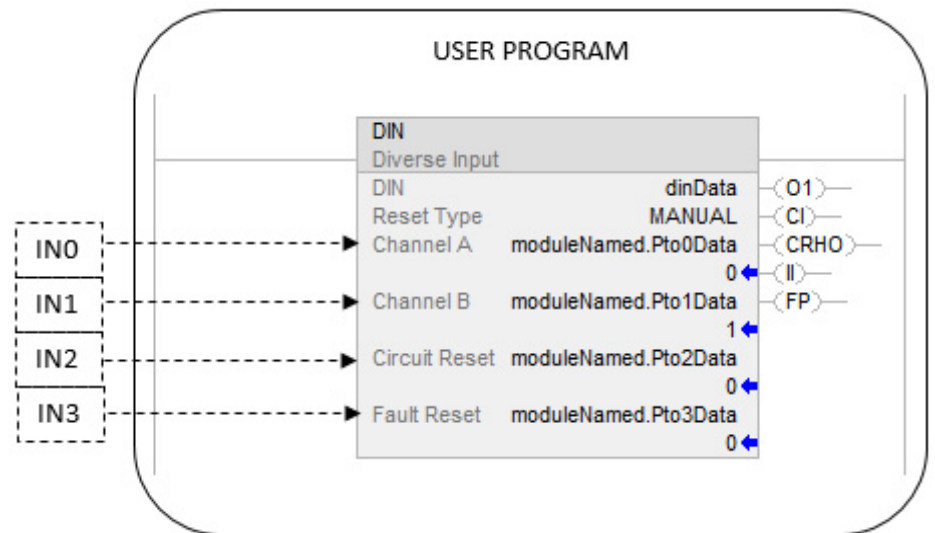 USER PROGRAM
DIN
Diverse Input
DIN dinData O1
Reset Type MANUAL CI
IN0 Channel A moduleNamed.Pto0Data CRHO
0 II
IN1 Channel B moduleNamed.Pto1Data FP
1
IN2 Circuit Reset moduleNamed.Pto2Data
0
IN3 Fault Reset moduleNamed.Pto3Data
0